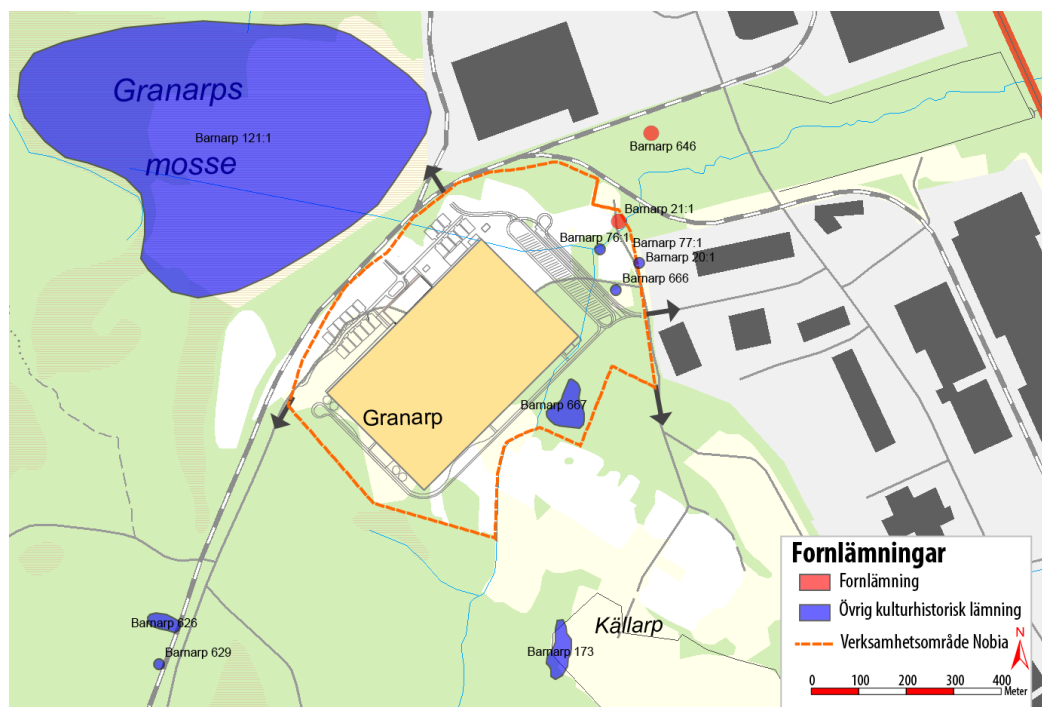 Granarps
Barnarp 121:1
mosse
Barnarp 646
Barnarp 21:1
Barnarp 76:1
Barnarp 77:1
Barnarp 20:1
Barnarp 666
Barnarp 667
Granarp
Barnarp 626
Barnarp 629
Källarp
Barnarp 173
Fornlämningar
Fornlämning
Övrig kulturhistorisk lämning
Verksamhetsområde Nobia
N
0 100 200 300 400
Meter